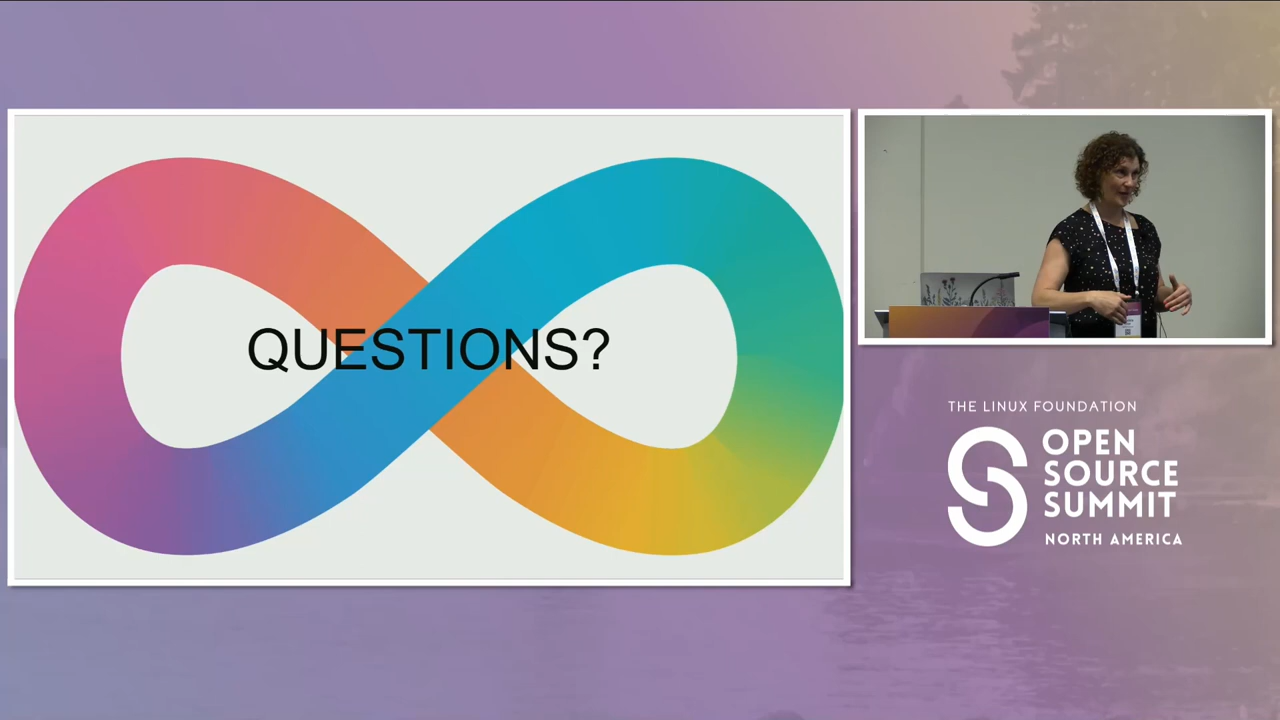 QUESTIONS?
THE LINUX FOUNDATION
OPEN
SOURCE
SUMMIT
NORTH AMERICA